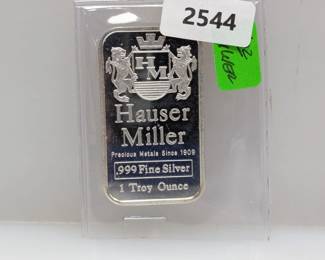 2544
HM
Hauser
Miller
Precious Metals Since 1909
.999 Fine Silver
1 Troy Ounce